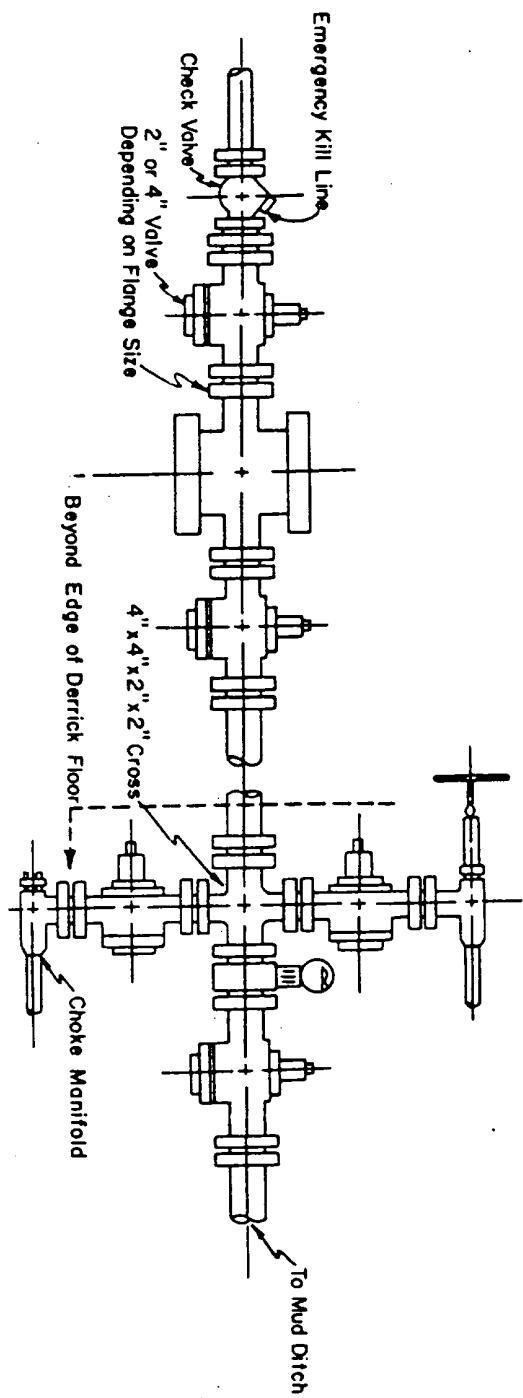 Emergency Kill Line
Check Valve
2" or 4" Valve
Depending on Flange Size
Beyond Edge of Derrick Floor
4"x4"x2"x2" Cross
Choke Manifold
To Mud Ditch